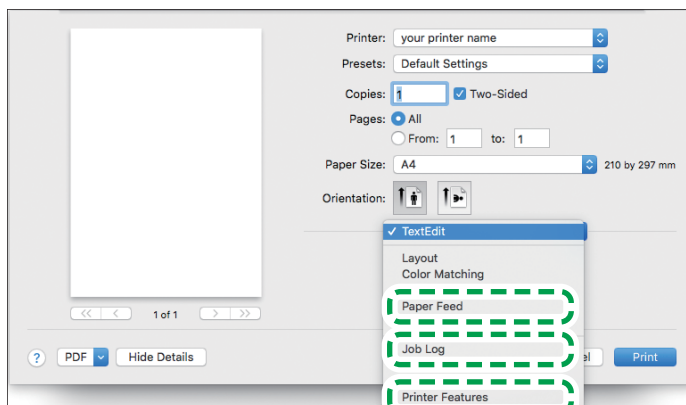 Printer: your printer name
Presets: Default Settings
Copies: 1 Two-Sided
Pages: All
From: 1 to: 1
Paper Size: A4 210 by 297 mm
Orientation:
✓ TextEdit
Layout
Color Matching
Paper Feed
<< < 1 of 1 > >>
Job Log
? PDF Hide Details Print
Printer Features